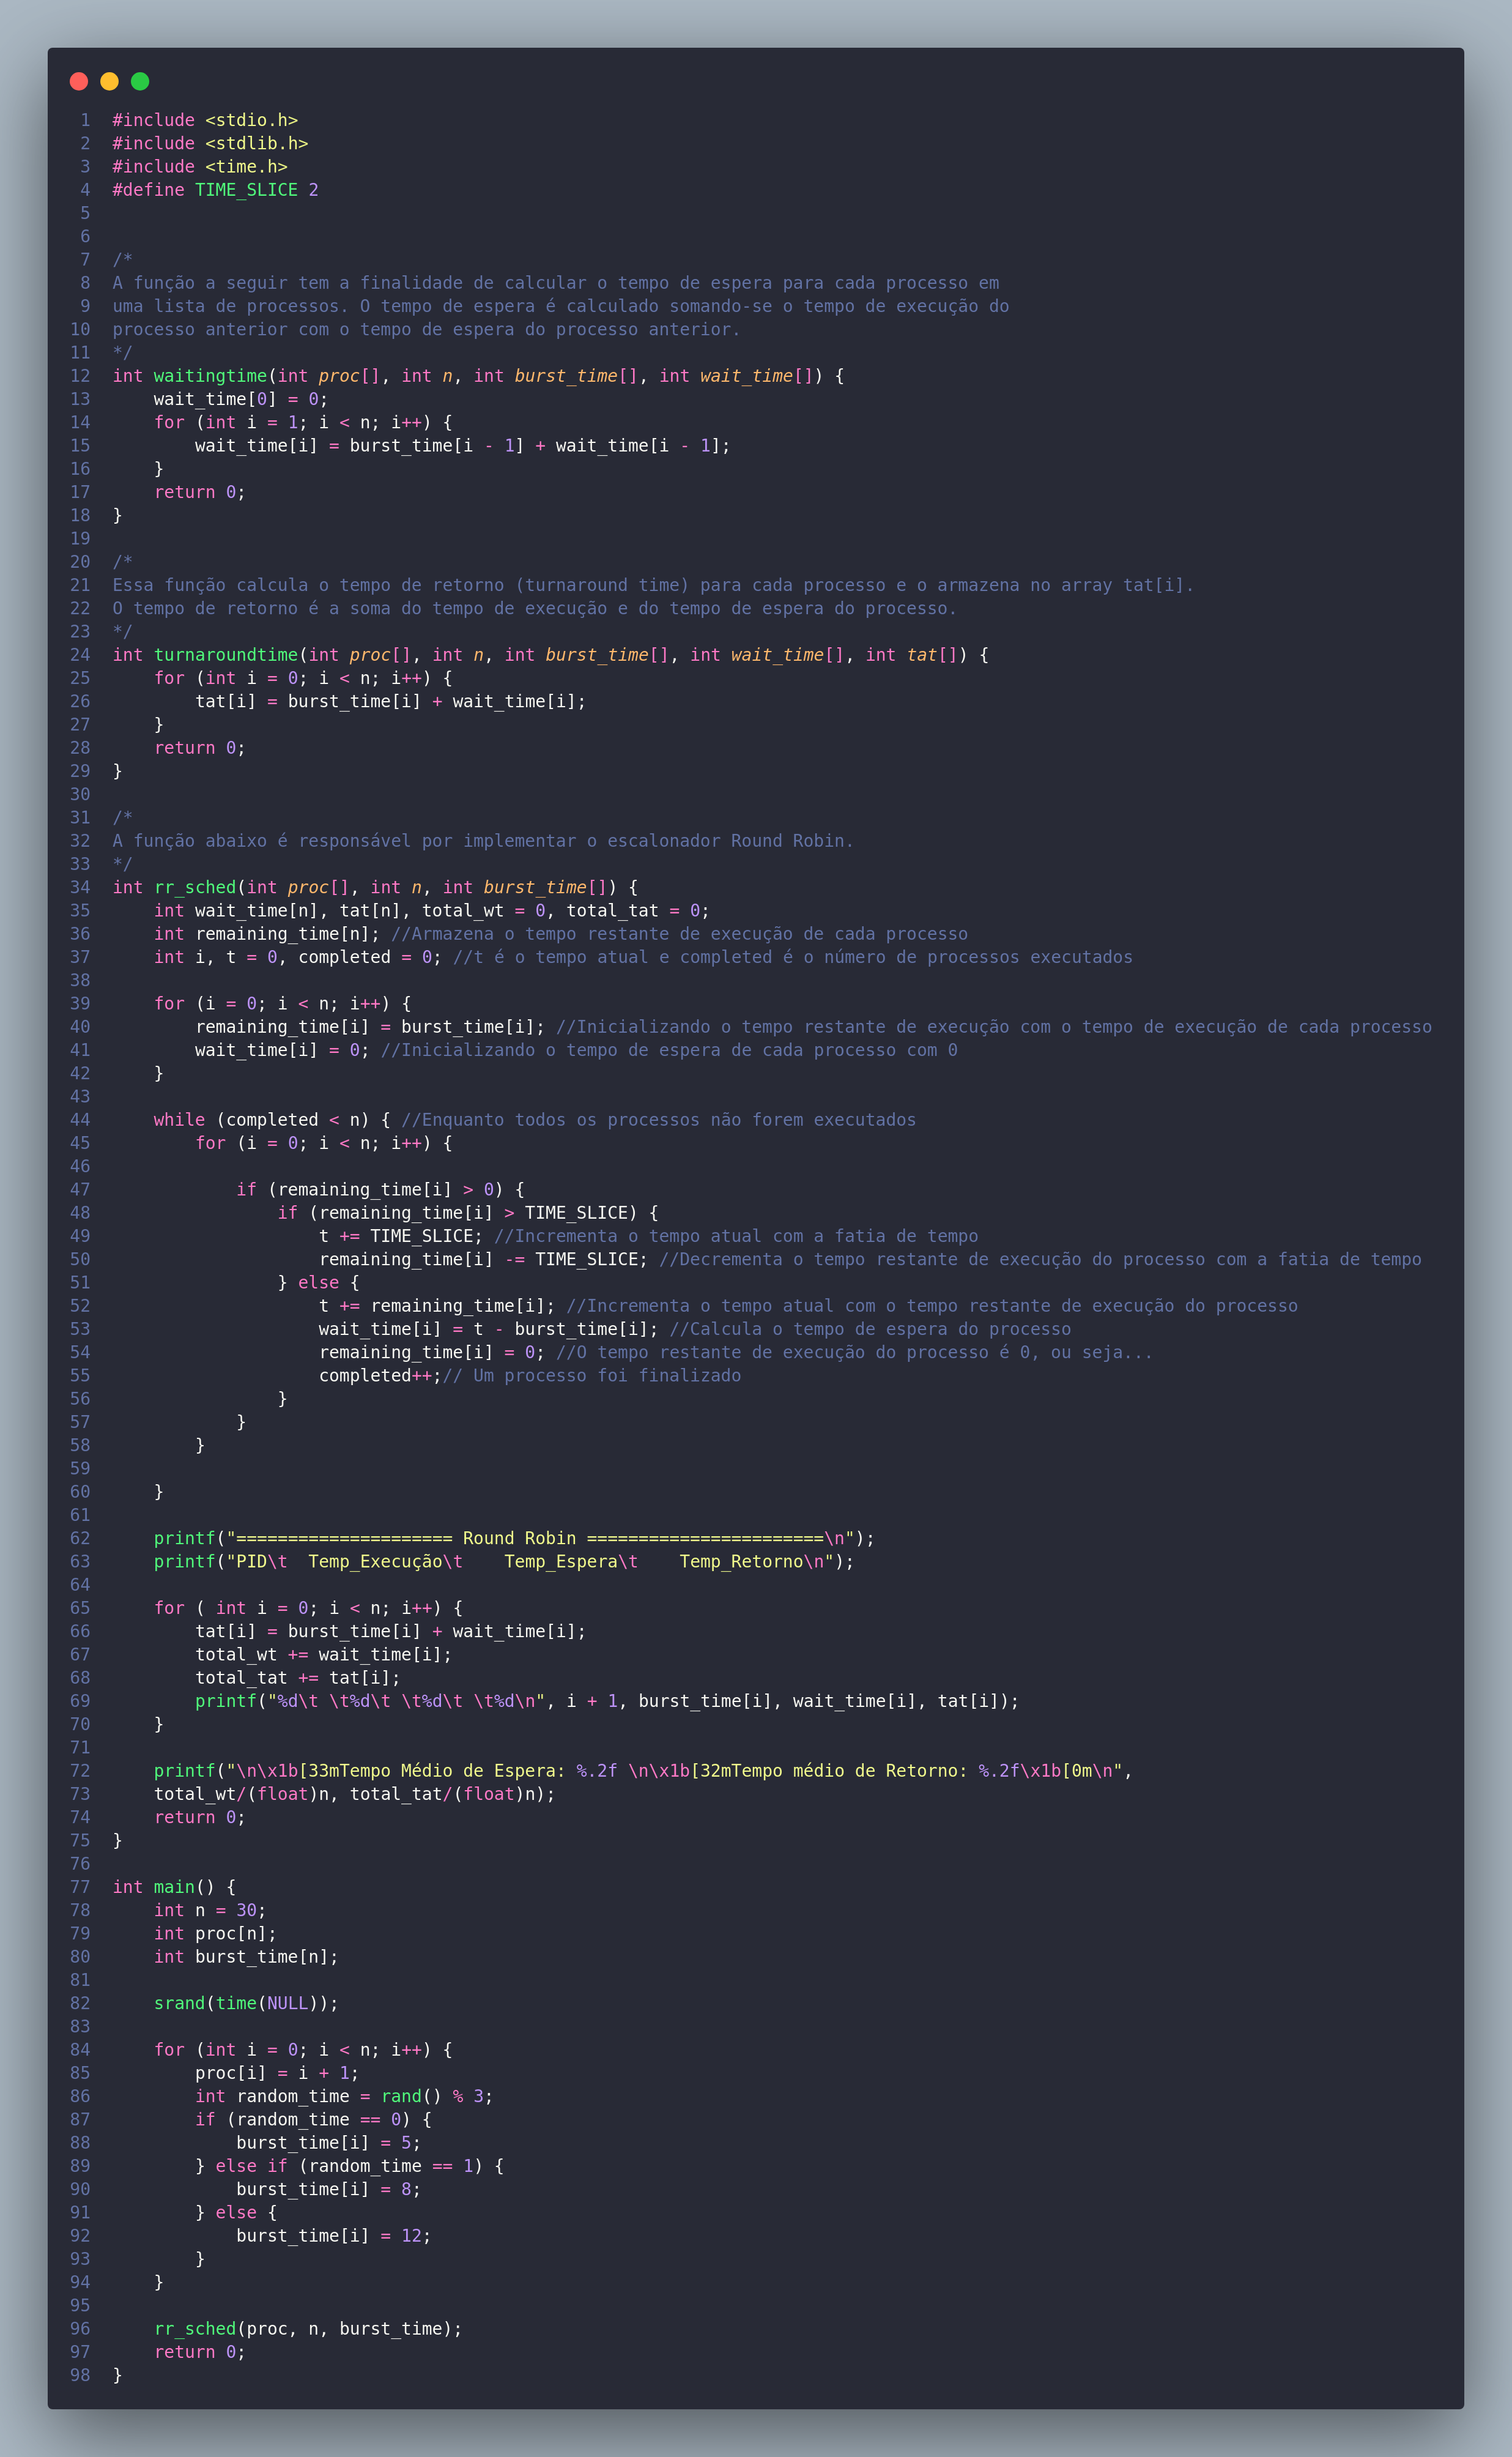 1 #include <stdio.h>
2 #include <stdlib.h>
3 #include <time.h>
4 #define TIME_SLICE 2
5
6
7 /*
8 A função a seguir tem a finalidade de calcular o tempo de espera para cada processo em
9 uma lista de processos. O tempo de espera é calculado somando-se o tempo de execução do
10 processo anterior com o tempo de espera do processo anterior.
11 */
12 int waitingtime(int proc[], int n, int burst_time[], int wait_time[]) {
13     wait_time[0] = 0;
14     for (int i = 1; i < n; i++) {
15         wait_time[i] = burst_time[i - 1] + wait_time[i - 1];
16     }
17     return 0;
18 }
19
20 /*
21 Essa função calcula o tempo de retorno (turnaround time) para cada processo e o armazena no array tat[i].
22 O tempo de retorno é a soma do tempo de execução e do tempo de espera do processo.
23 */
24 int turnaroundtime(int proc[], int n, int burst_time[], int wait_time[], int tat[]) {
25     for (int i = 0; i < n; i++) {
26         tat[i] = burst_time[i] + wait_time[i];
27     }
28     return 0;
29 }
30
31 /*
32 A função abaixo é responsável por implementar o escalonador Round Robin.
33 */
34 int rr_sched(int proc[], int n, int burst_time[]) {
35     int wait_time[n], tat[n], total_wt = 0, total_tat = 0;
36     int remaining_time[n]; //Armazena o tempo restante de execução de cada processo
37     int i, t = 0, completed = 0; //t é o tempo atual e completed é o número de processos executados
38
39     for (i = 0; i < n; i++) {
40         remaining_time[i] = burst_time[i]; //Inicializando o tempo restante de execução com o tempo de execução de cada processo
41         wait_time[i] = 0; //Inicializando o tempo de espera de cada processo com 0
42     }
43
44     while (completed < n) { //Enquanto todos os processos não forem executados
45         for (i = 0; i < n; i++) {
46
47             if (remaining_time[i] > 0) {
48                 if (remaining_time[i] > TIME_SLICE) {
49                     t += TIME_SLICE; //Incrementa o tempo atual com a fatia de tempo
50                     remaining_time[i] -= TIME_SLICE; //Decrementa o tempo restante de execução do processo com a fatia de tempo
51                 } else {
52                     t += remaining_time[i]; //Incrementa o tempo atual com o tempo restante de execução do processo
53                     wait_time[i] = t - burst_time[i]; //Calcula o tempo de espera do processo
54                     remaining_time[i] = 0; //O tempo restante de execução do processo é 0, ou seja...
55                     completed++;// Um processo foi finalizado
56                 }
57             }
58         }
59
60     }
61
62     printf("===================== Round Robin =======================\n");
63     printf("PID\t  Temp_Execução\t    Temp_Espera\t    Temp_Retorno\n");
64
65     for ( int i = 0; i < n; i++) {
66         tat[i] = burst_time[i] + wait_time[i];
67         total_wt += wait_time[i];
68         total_tat += tat[i];
69         printf("%d\t \t%d\t \t%d\t \t%d\n", i + 1, burst_time[i], wait_time[i], tat[i]);
70     }
71
72     printf("\n\x1b[33mTempo Médio de Espera: %.2f \n\x1b[32mTempo médio de Retorno: %.2f\x1b[0m\n",
73     total_wt/(float)n, total_tat/(float)n);
74     return 0;
75 }
76
77 int main() {
78     int n = 30;
79     int proc[n];
80     int burst_time[n];
81
82     srand(time(NULL));
83
84     for (int i = 0; i < n; i++) {
85         proc[i] = i + 1;
86         int random_time = rand() % 3;
87         if (random_time == 0) {
88             burst_time[i] = 5;
89         } else if (random_time == 1) {
90             burst_time[i] = 8;
91         } else {
92             burst_time[i] = 12;
93         }
94     }
95
96     rr_sched(proc, n, burst_time);
97     return 0;
98 }